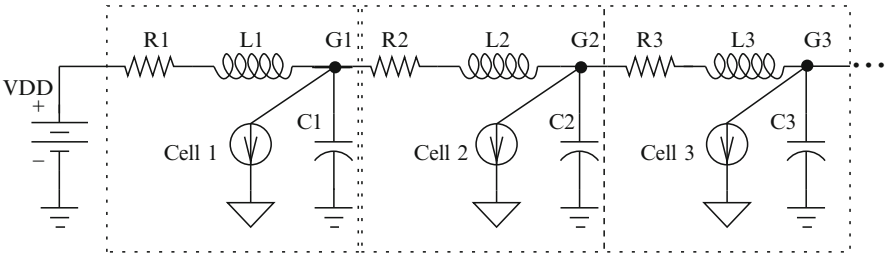 R1 L1 G1 R2 L2 G2 R3 L3 G3
VDD
+
C1 C2 C3
Cell 1 Cell 2 Cell 3
−